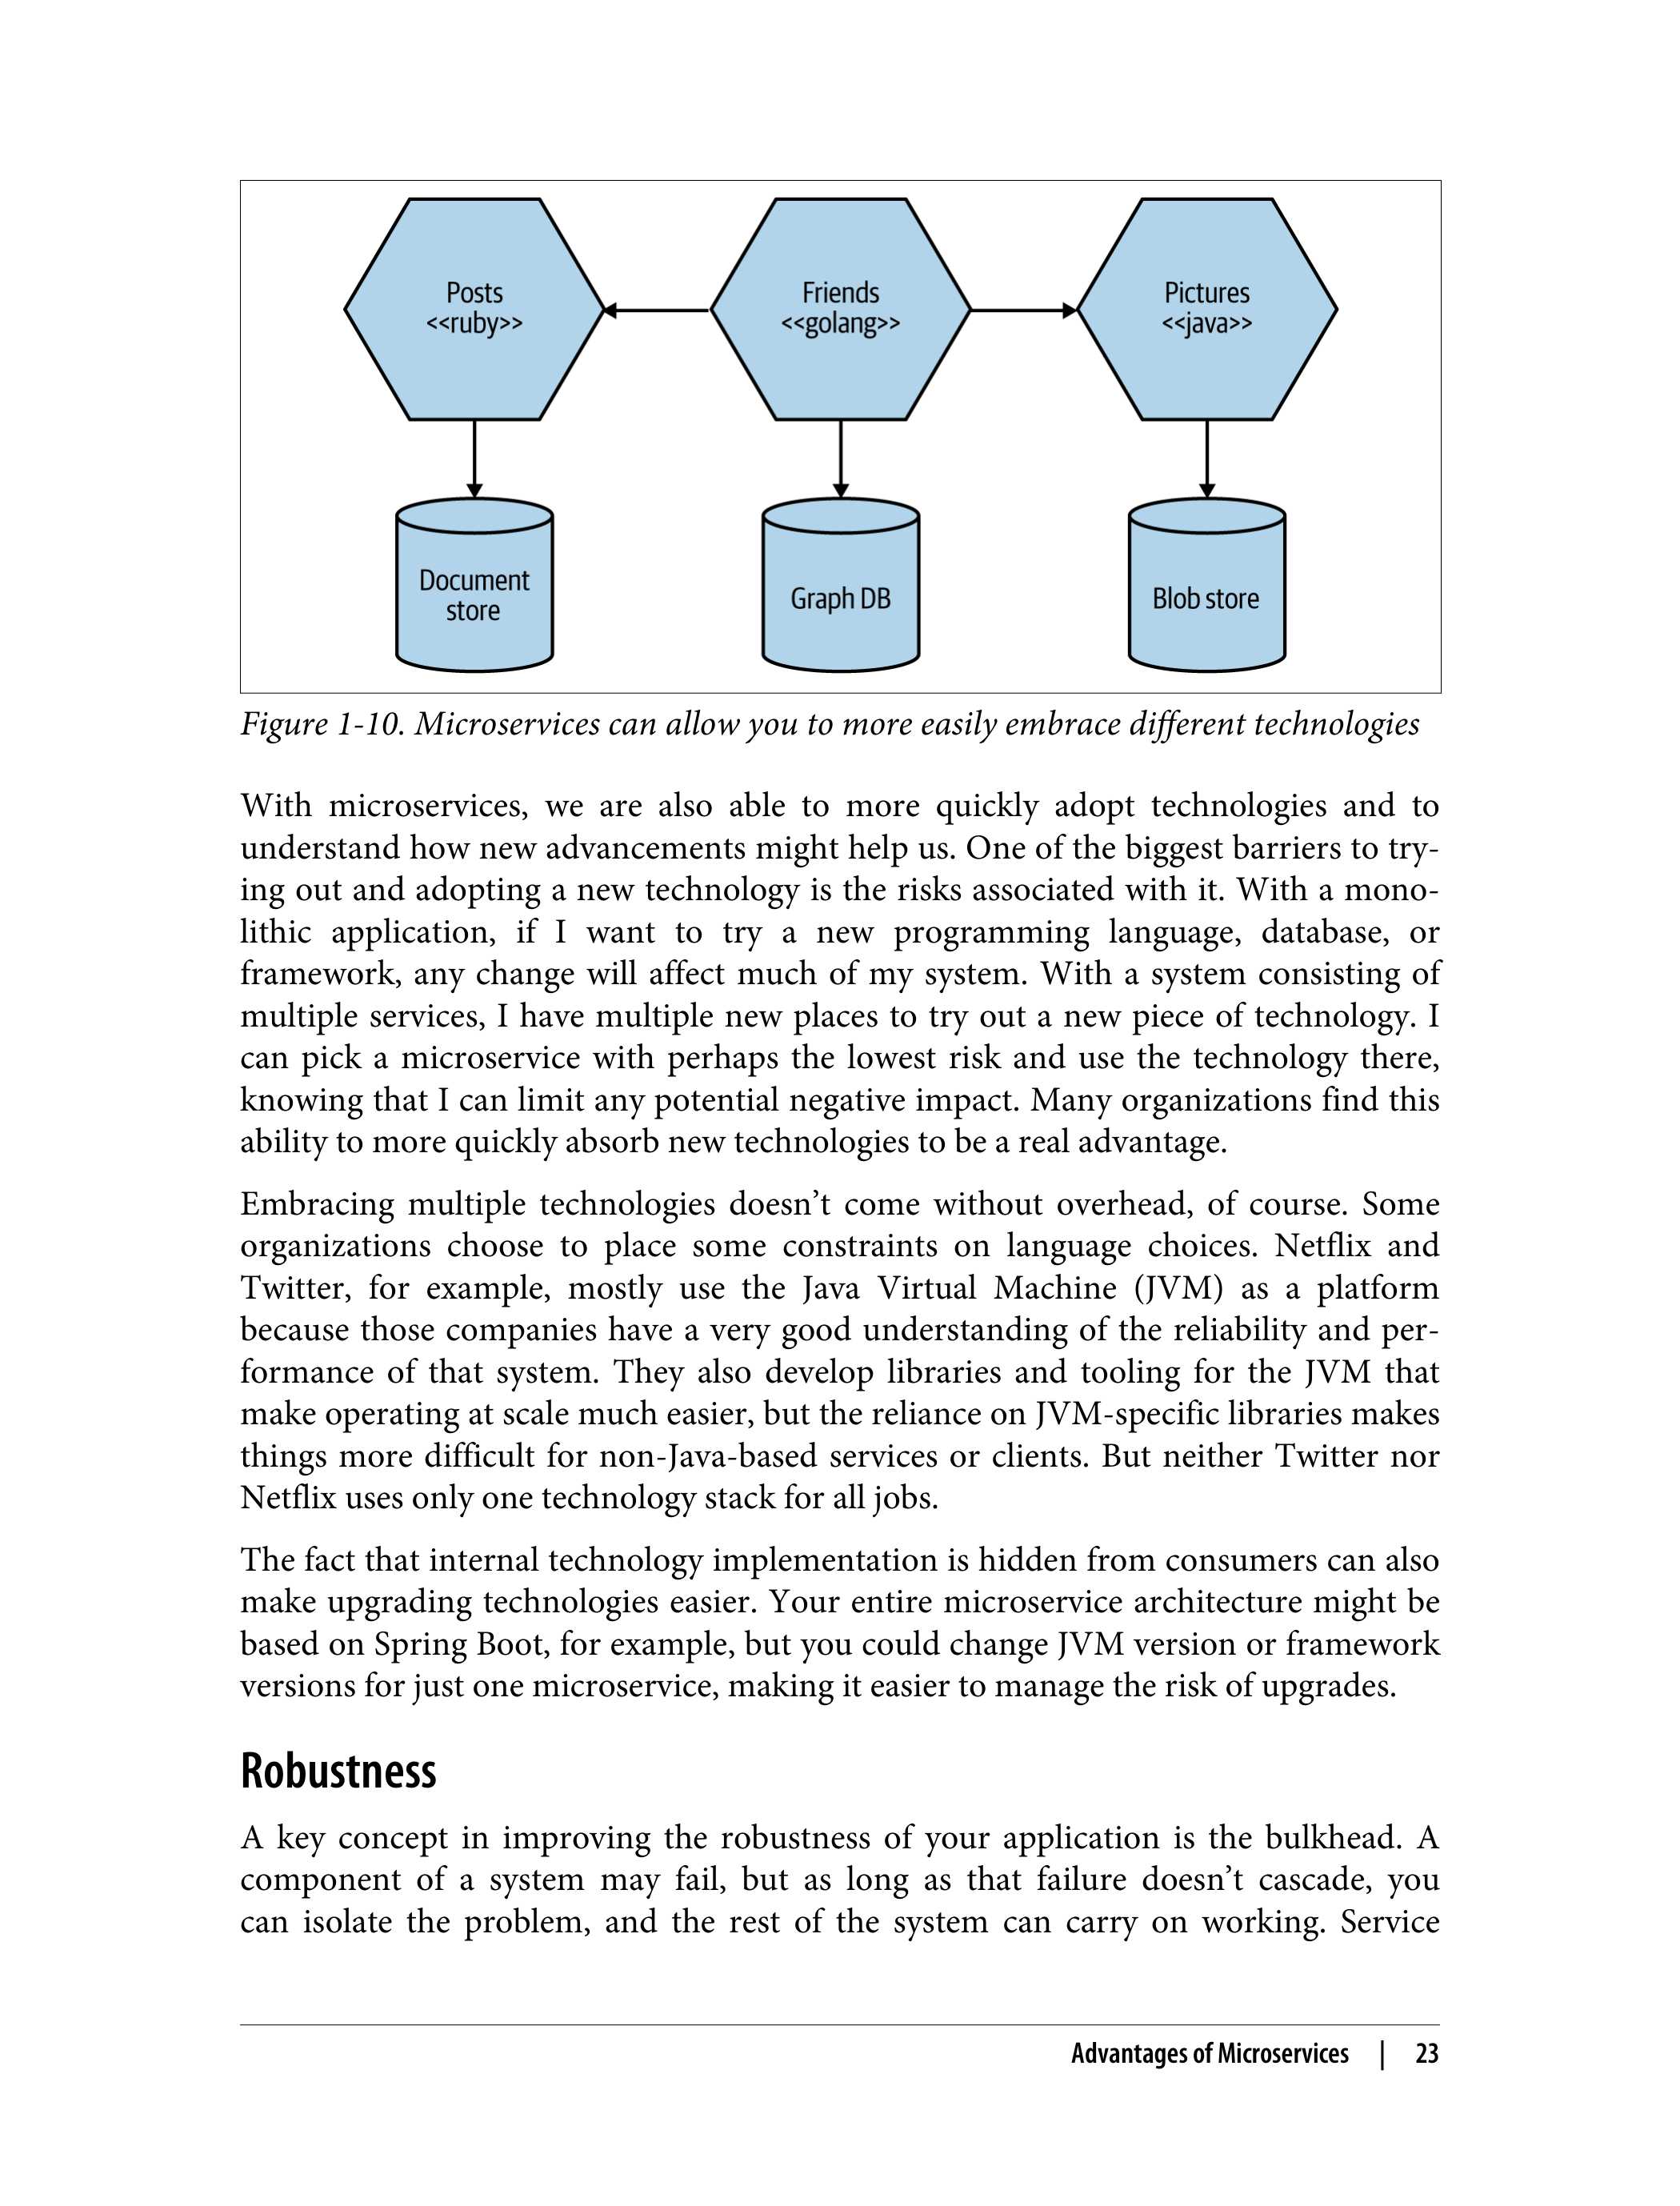 Posts
<<ruby>>
Friends
<<golang>>
Pictures
<<java>>
Document
store
Graph DB
Blob store
Figure 1-10. Microservices can allow you to more easily embrace different technologies
With microservices, we are also able to more quickly adopt technologies and to
understand how new advancements might help us. One of the biggest barriers to try-
ing out and adopting a new technology is the risks associated with it. With a mono-
lithic application, if I want to try a new programming language, database, or
framework, any change will affect much of my system. With a system consisting of
multiple services, I have multiple new places to try out a new piece of technology. I
can pick a microservice with perhaps the lowest risk and use the technology there,
knowing that I can limit any potential negative impact. Many organizations find this
ability to more quickly absorb new technologies to be a real advantage.
Embracing multiple technologies doesn’t come without overhead, of course. Some
organizations choose to place some constraints on language choices. Netflix and
Twitter, for example, mostly use the Java Virtual Machine (JVM) as a platform
because those companies have a very good understanding of the reliability and per-
formance of that system. They also develop libraries and tooling for the JVM that
make operating at scale much easier, but the reliance on JVM-specific libraries makes
things more difficult for non-Java-based services or clients. But neither Twitter nor
Netflix uses only one technology stack for all jobs.
The fact that internal technology implementation is hidden from consumers can also
make upgrading technologies easier. Your entire microservice architecture might be
based on Spring Boot, for example, but you could change JVM version or framework
versions for just one microservice, making it easier to manage the risk of upgrades.
Robustness
A key concept in improving the robustness of your application is the bulkhead. A
component of a system may fail, but as long as that failure doesn’t cascade, you
can isolate the problem, and the rest of the system can carry on working. Service
Advantages of Microservices | 23